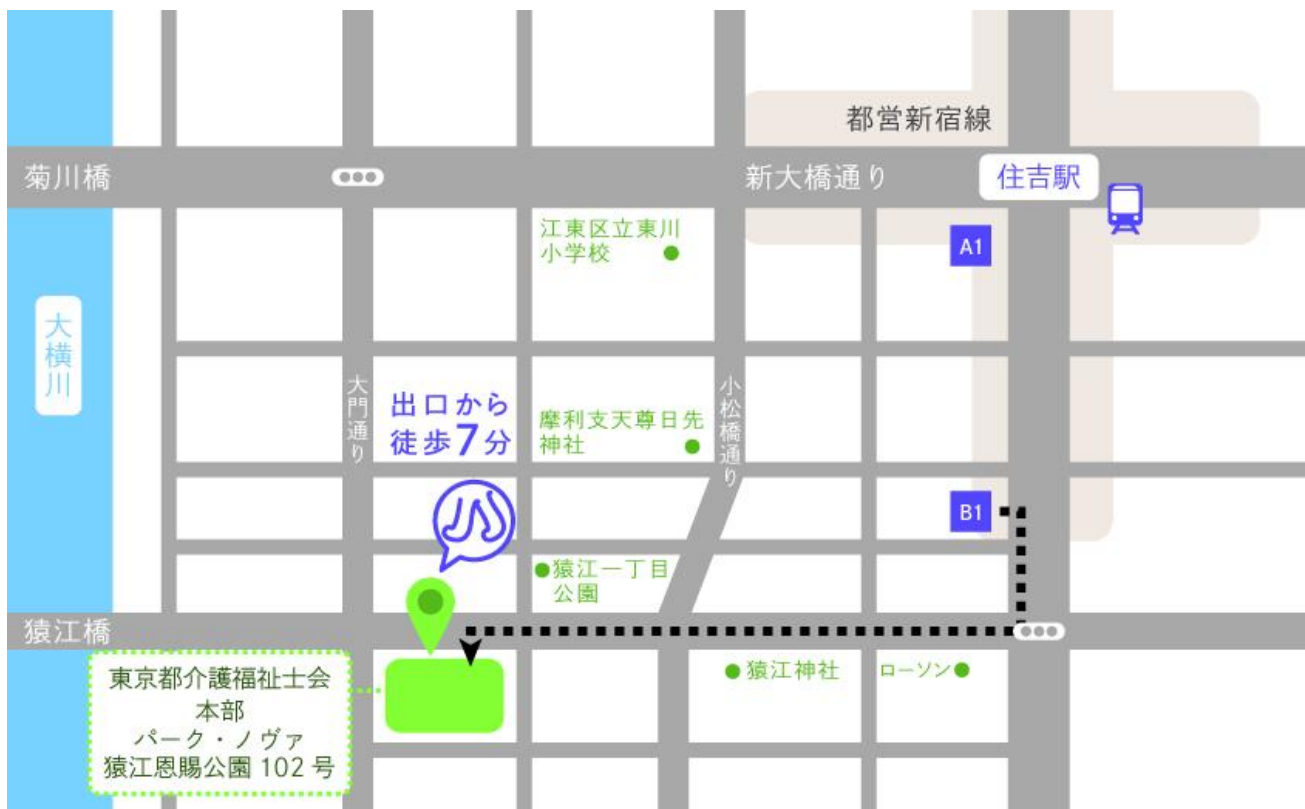 都営新宿線
菊川橋
新大橋通り
住吉駅
江東区立東川
小学校
A1
大横川
大門通り
出口から
徒歩7分
摩利支天尊日先
神社
小松橋通り
B1
猿江一丁目
公園
猿江橋
東京都介護福祉士会
本部
パーク・ノヴァ
猿江恩賜公園 102 号
猿江神社
ローソン